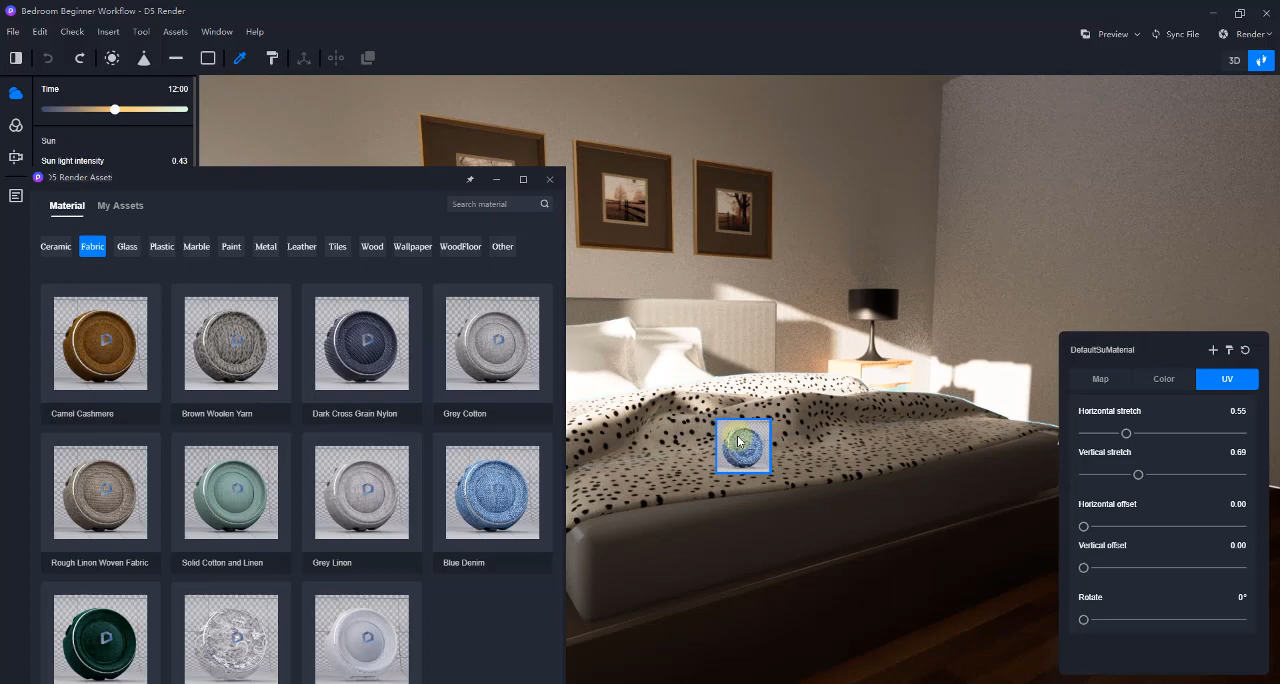 Bedroom Beginner Workflow - D5 Render
File Edit Check Insert Tool Assets Window Help
Preview Sync File Render
3D
Time 12:00
Sun
Sun light intensity 0.43
D5 Render Assets
Material My Assets
Search material
Ceramic Fabric Glass Plastic Marble Paint Metal Leather Tiles Wood Wallpaper WoodFloor Other
Camel Cashmere Brown Woolen Yarn Dark Cross Grain Nylon Grey Cotton
Rough Linon Woven Fabric Solid Cotton and Linen Grey Linon Blue Denim
DefaultSuMaterial
Map Color UV
Horizontal stretch 0.55
Vertical stretch 0.69
Horizontal offset 0.00
Vertical offset 0.00
Rotate 0°